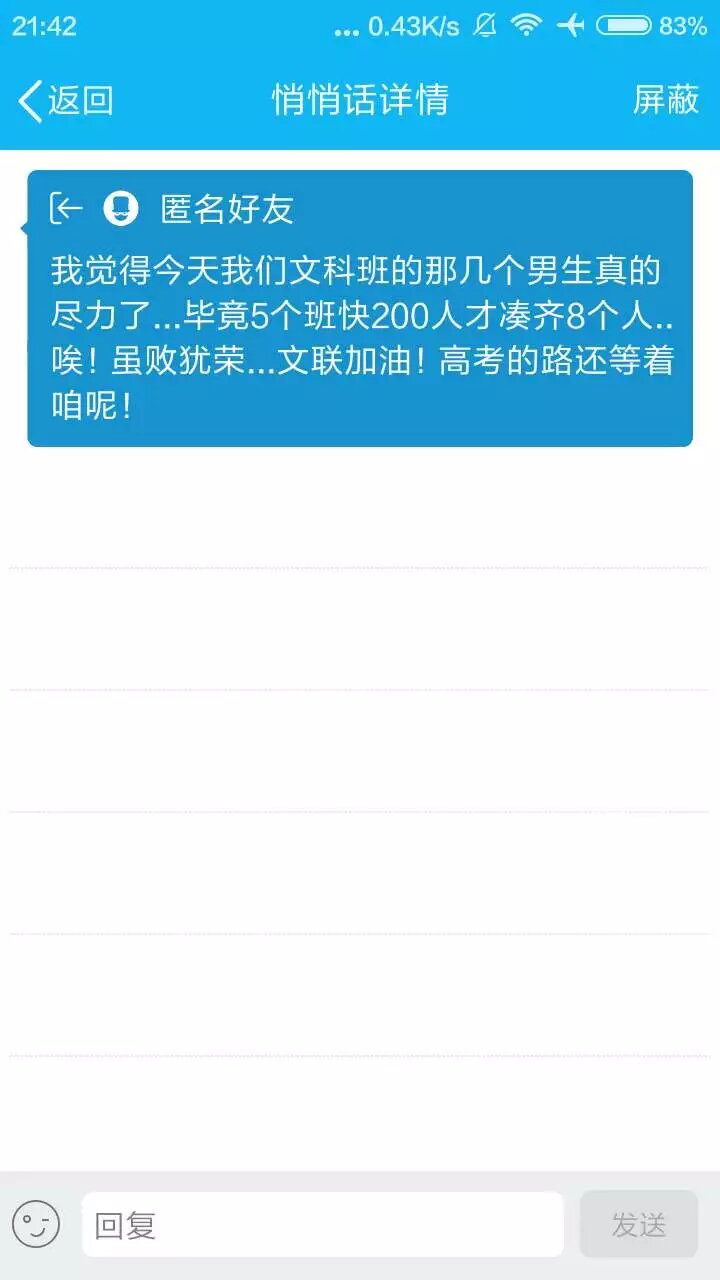 21:42 ... 0.43K/s 83%
返回 悄悄话详情 屏蔽
匿名好友
我觉得今天我们文科班的那几个男生真的
尽力了...毕竟5个班快200人才凑齐8个人..
唉！虽败犹荣...文联加油！高考的路还等着
咱呢！
回复 发送